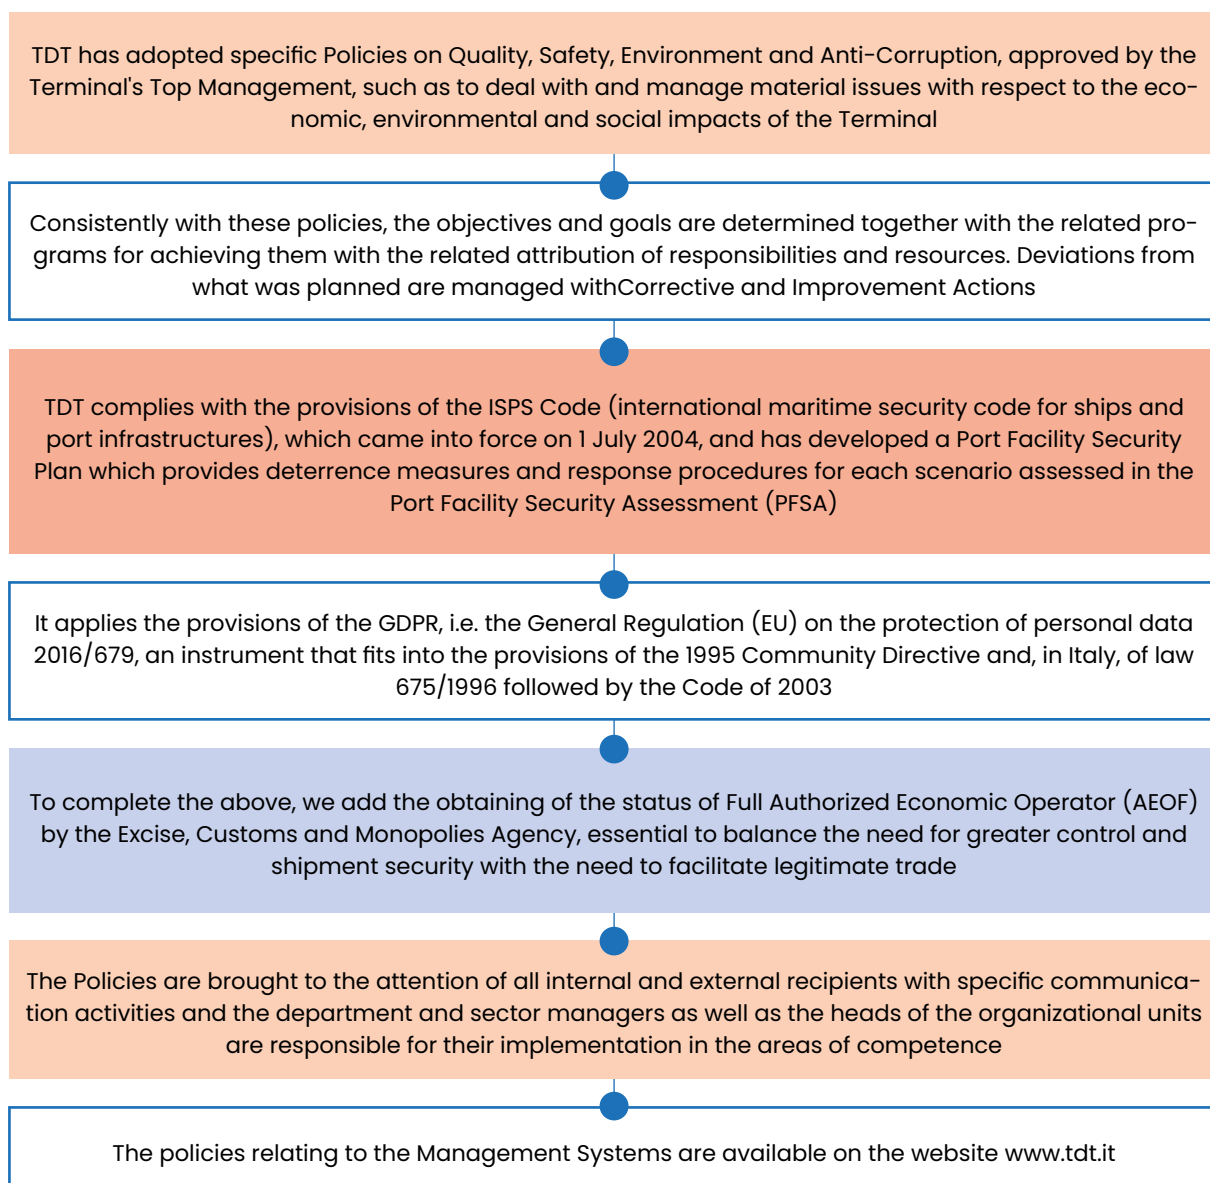 TDT has adopted specific Policies on Quality, Safety, Environment and Anti-Corruption, approved by the
Terminal's Top Management, such as to deal with and manage material issues with respect to the eco-
nomic, environmental and social impacts of the Terminal
Consistently with these policies, the objectives and goals are determined together with the related pro-
grams for achieving them with the related attribution of responsibilities and resources. Deviations from
what was planned are managed withCorrective and Improvement Actions
TDT complies with the provisions of the ISPS Code (international maritime security code for ships and
port infrastructures), which came into force on 1 July 2004, and has developed a Port Facility Security
Plan which provides deterrence measures and response procedures for each scenario assessed in the
Port Facility Security Assessment (PFSA)
It applies the provisions of the GDPR, i.e. the General Regulation (EU) on the protection of personal data
2016/679, an instrument that fits into the provisions of the 1995 Community Directive and, in Italy, of law
675/1996 followed by the Code of 2003
To complete the above, we add the obtaining of the status of Full Authorized Economic Operator (AEOF)
by the Excise, Customs and Monopolies Agency, essential to balance the need for greater control and
shipment security with the need to facilitate legitimate trade
The Policies are brought to the attention of all internal and external recipients with specific communica-
tion activities and the department and sector managers as well as the heads of the organizational units
are responsible for their implementation in the areas of competence
The policies relating to the Management Systems are available on the website www.tdt.it